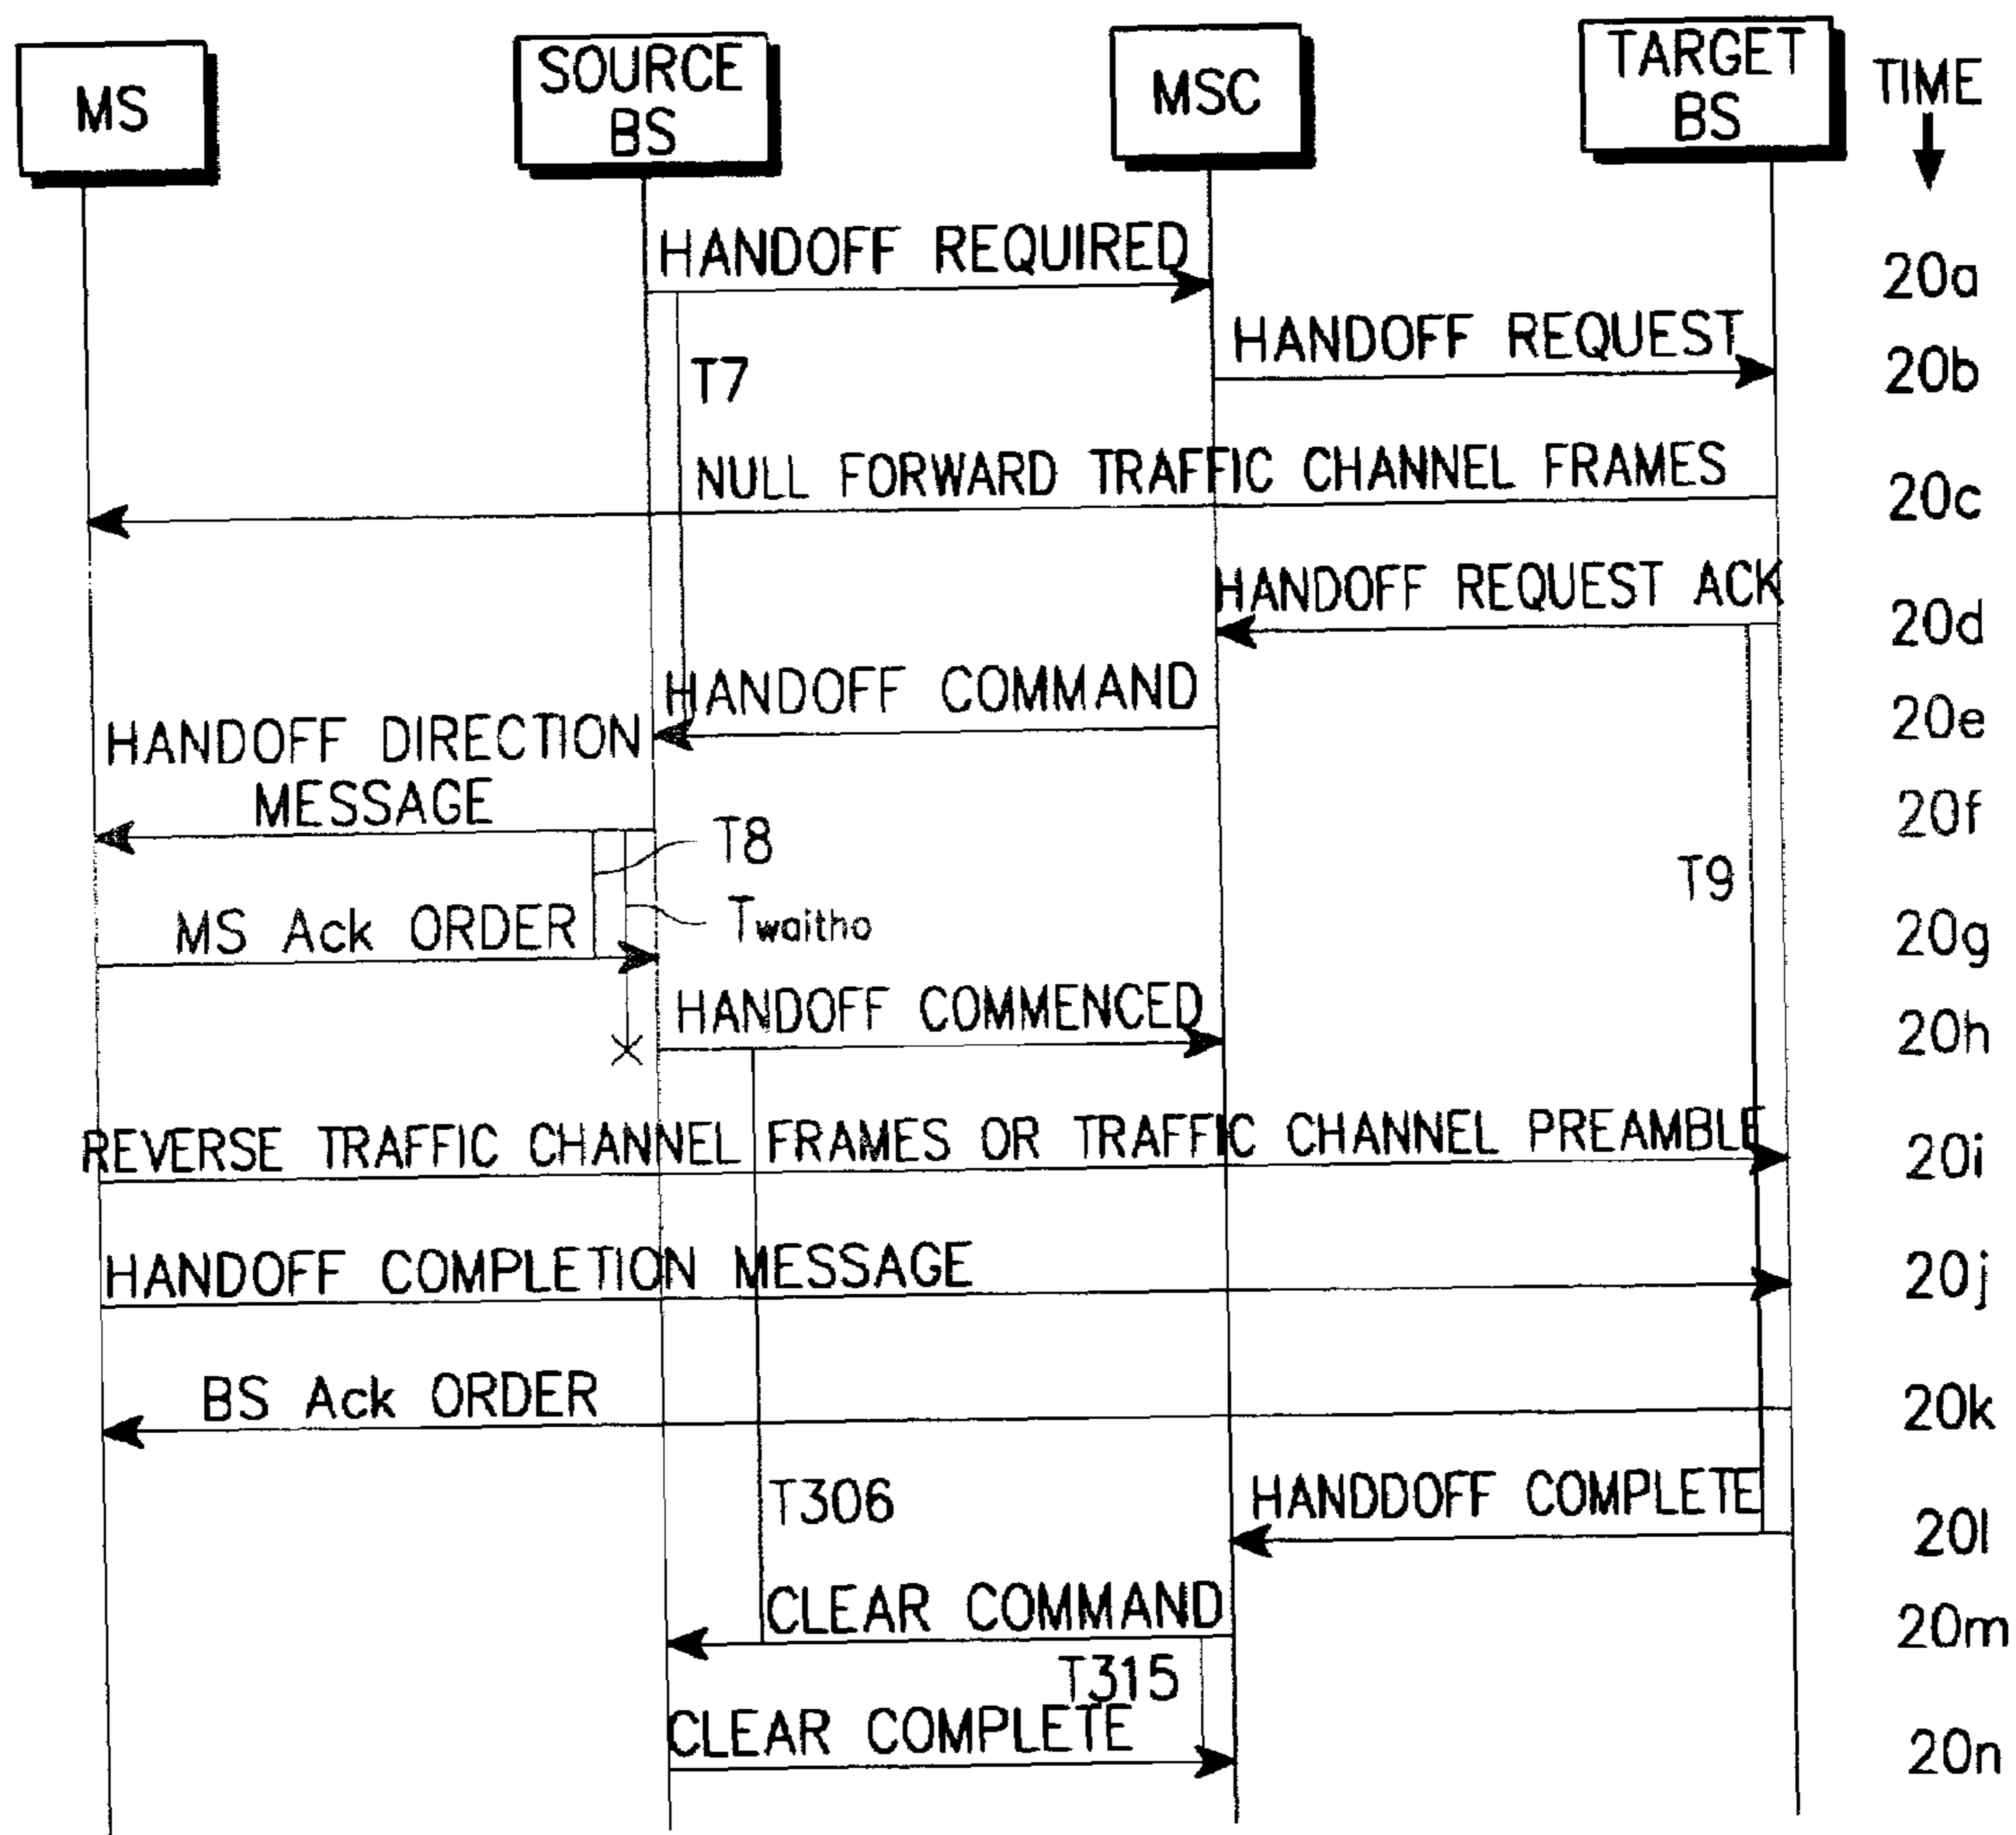 MS
SOURCE
BS
MSC
TARGET
BS
TIME
HANDOFF REQUIRED
20a
HANDOFF REQUEST
20b
T7
NULL FORWARD TRAFFIC CHANNEL FRAMES
20c
HANDOFF REQUEST ACK
20d
HANDOFF COMMAND
20e
HANDOFF DIRECTION
MESSAGE
20f
T8
T9
MS Ack ORDER
Twaitho
20g
HANDOFF COMMENCED
20h
REVERSE TRAFFIC CHANNEL FRAMES OR TRAFFIC CHANNEL PREAMBLE
20i
HANDOFF COMPLETION MESSAGE
20j
BS Ack ORDER
20k
T306
HANDDOFF COMPLETE
20l
CLEAR COMMAND
20m
T315
CLEAR COMPLETE
20n